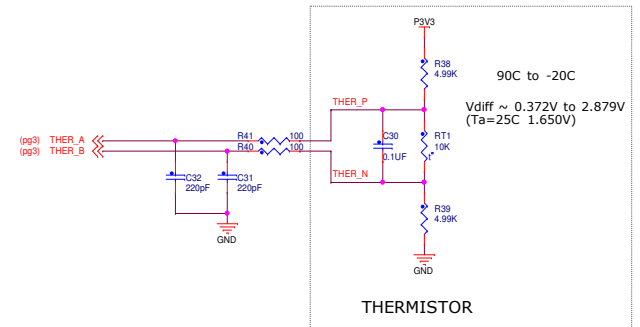 P3V3
R38
4.99K
90C to -20C
Vdiff ~ 0.372V to 2.879V
(Ta=25C 1.650V)
THER_P
R41 100
(pg3) THER_A
(pg3) THER_B
R40 100
C30
0.1UF
RT1
10K
t°
THER_N
C32
220pF
C31
220pF
R39
4.99K
GND
GND
THERMISTOR